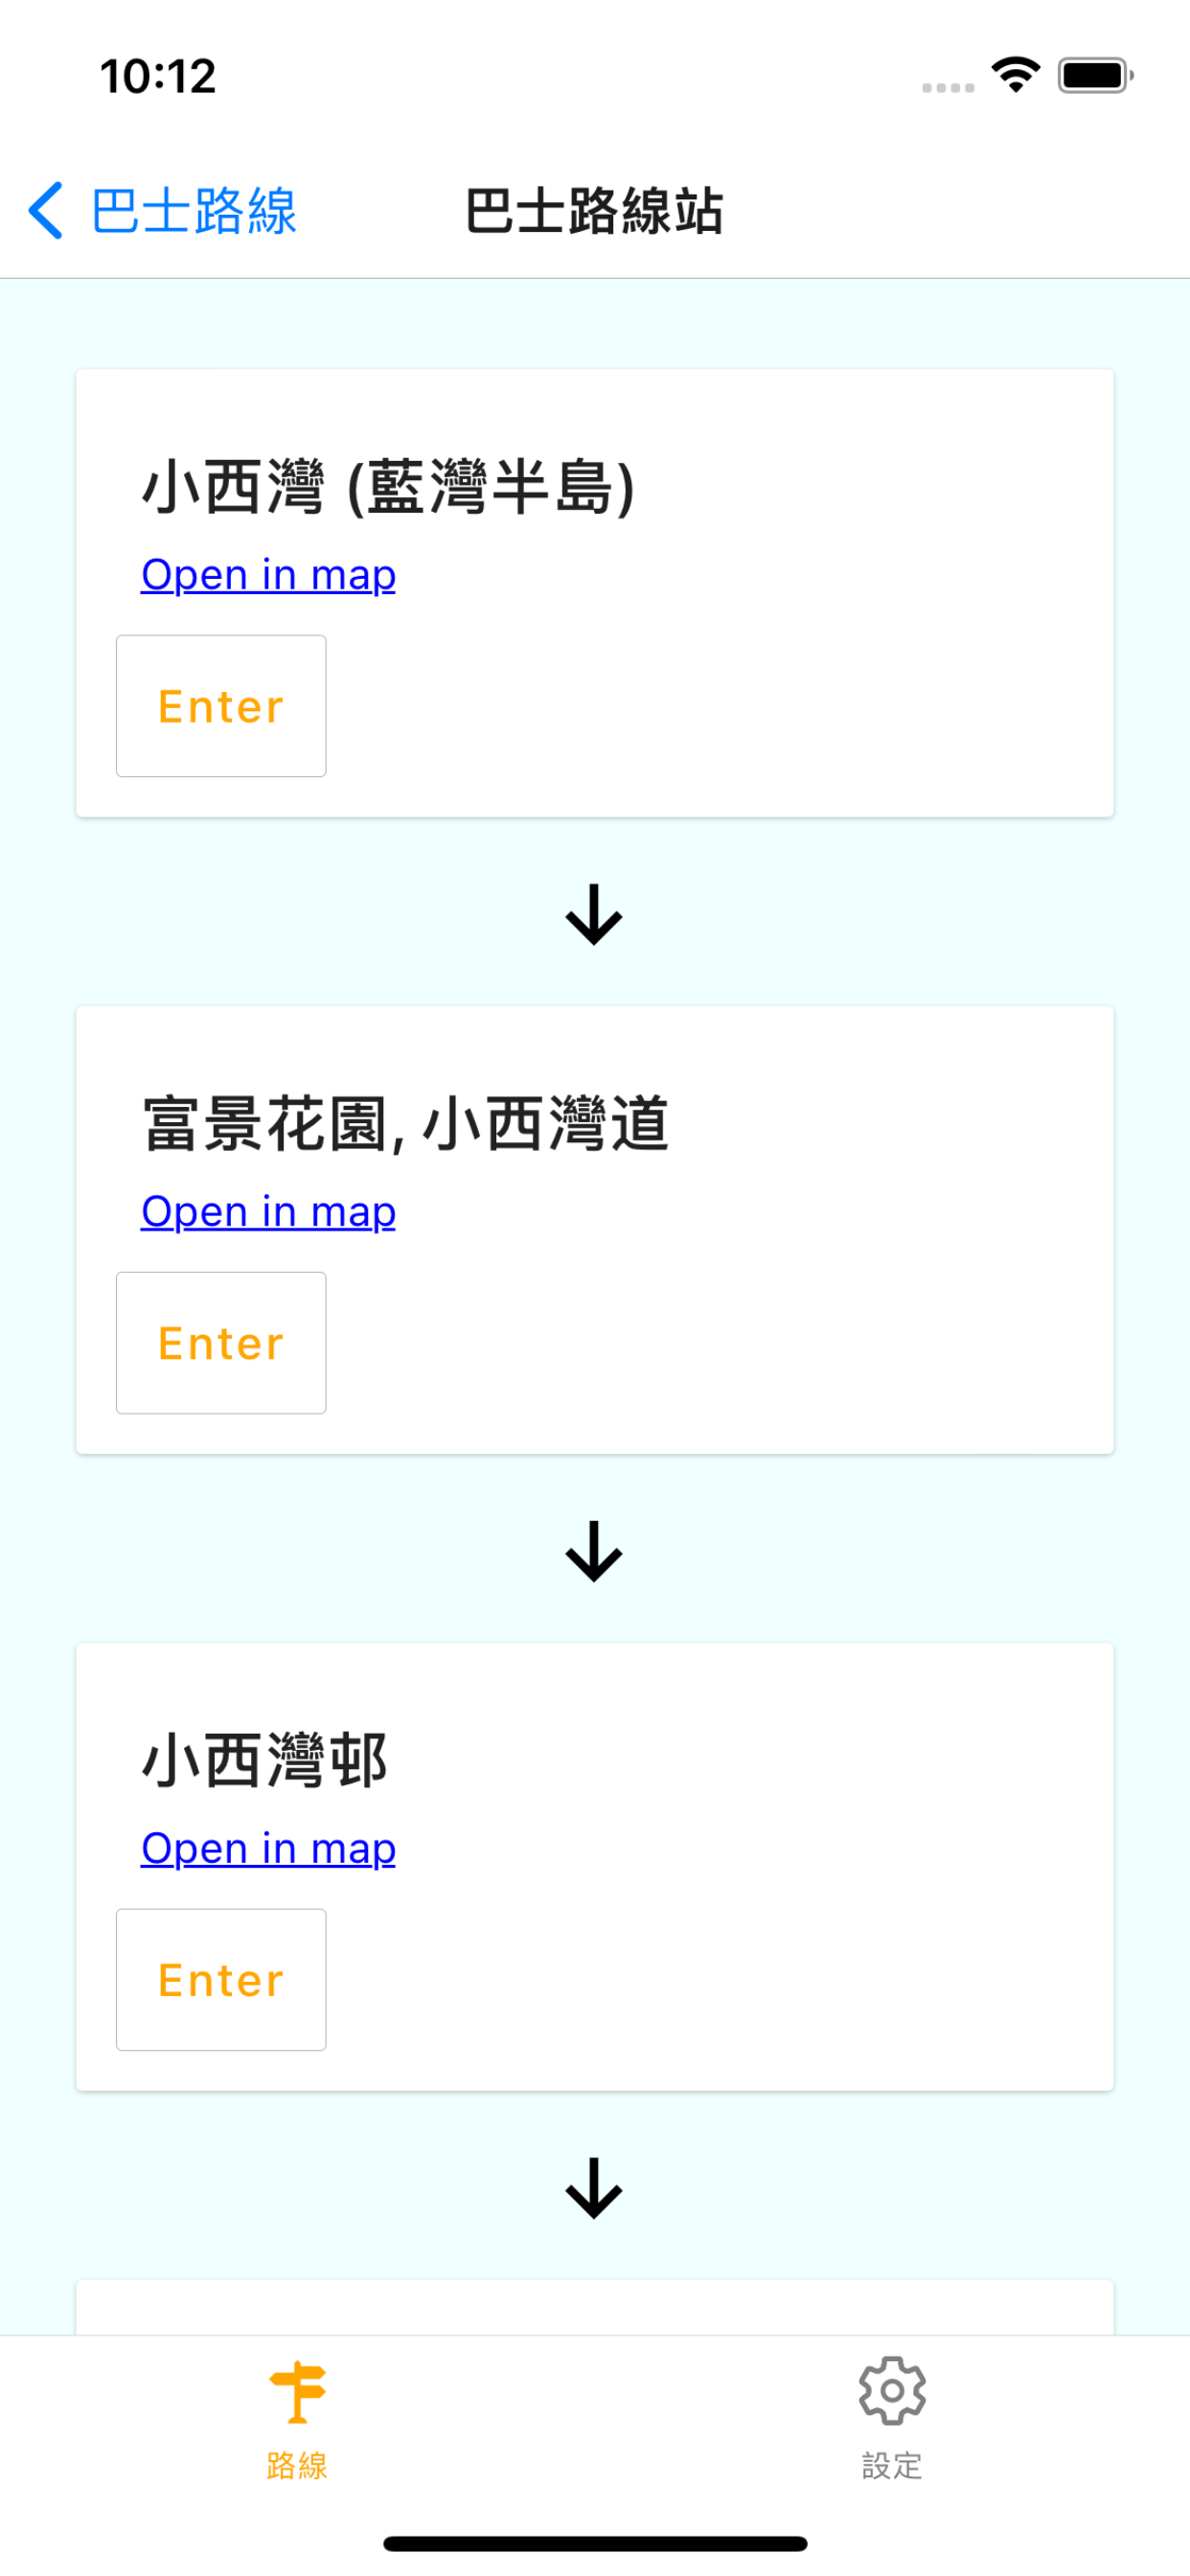 10:12
巴士路線
巴士路線站
小西灣 (藍灣半島)
Open in map
Enter
富景花園, 小西灣道
Open in map
Enter
小西灣邨
Open in map
Enter
路線
設定